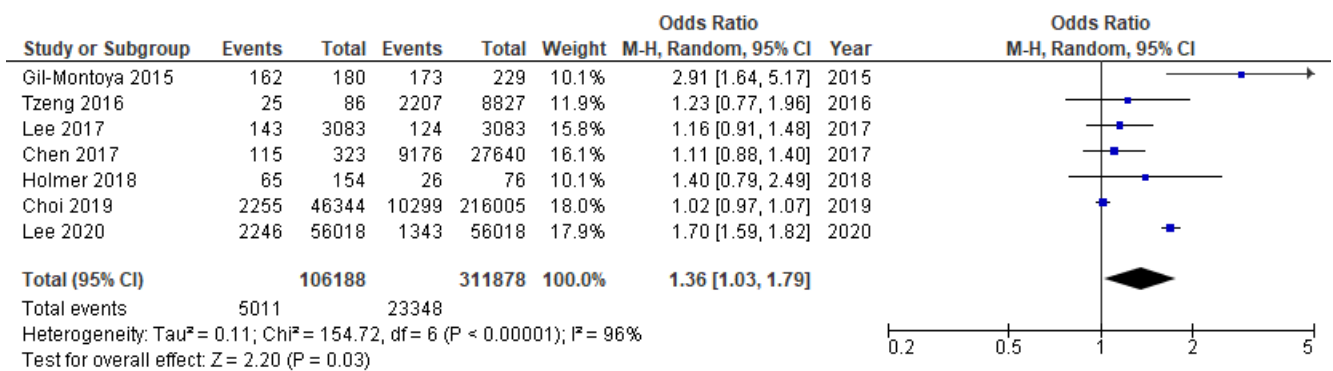 Odds Ratio Odds Ratio
Study or Subgroup Events Total Events Total Weight M-H, Random, 95% CI Year M-H, Random, 95% CI
Gil-Montoya 2015 162 180 173 229 10.1% 2.91 [1.64, 5.17] 2015
Tzeng 2016 25 86 2207 8827 11.9% 1.23 [0.77, 1.96] 2016
Lee 2017 143 3083 124 3083 15.8% 1.16 [0.91, 1.48] 2017
Chen 2017 115 323 9176 27640 16.1% 1.11 [0.88, 1.40] 2017
Holmer 2018 65 154 26 76 10.1% 1.40 [0.79, 2.49] 2018
Choi 2019 2255 46344 10299 216005 18.0% 1.02 [0.97, 1.07] 2019
Lee 2020 2246 56018 1343 56018 17.9% 1.70 [1.59, 1.82] 2020
Total (95% CI) 106188 311878 100.0% 1.36 [1.03, 1.79]
Total events 5011 23348
Heterogeneity: Tau² = 0.11; Chi² = 154.72, df = 6 (P < 0.00001); I² = 96%
Test for overall effect: Z = 2.20 (P = 0.03)
0.2 0.5 1 2 5